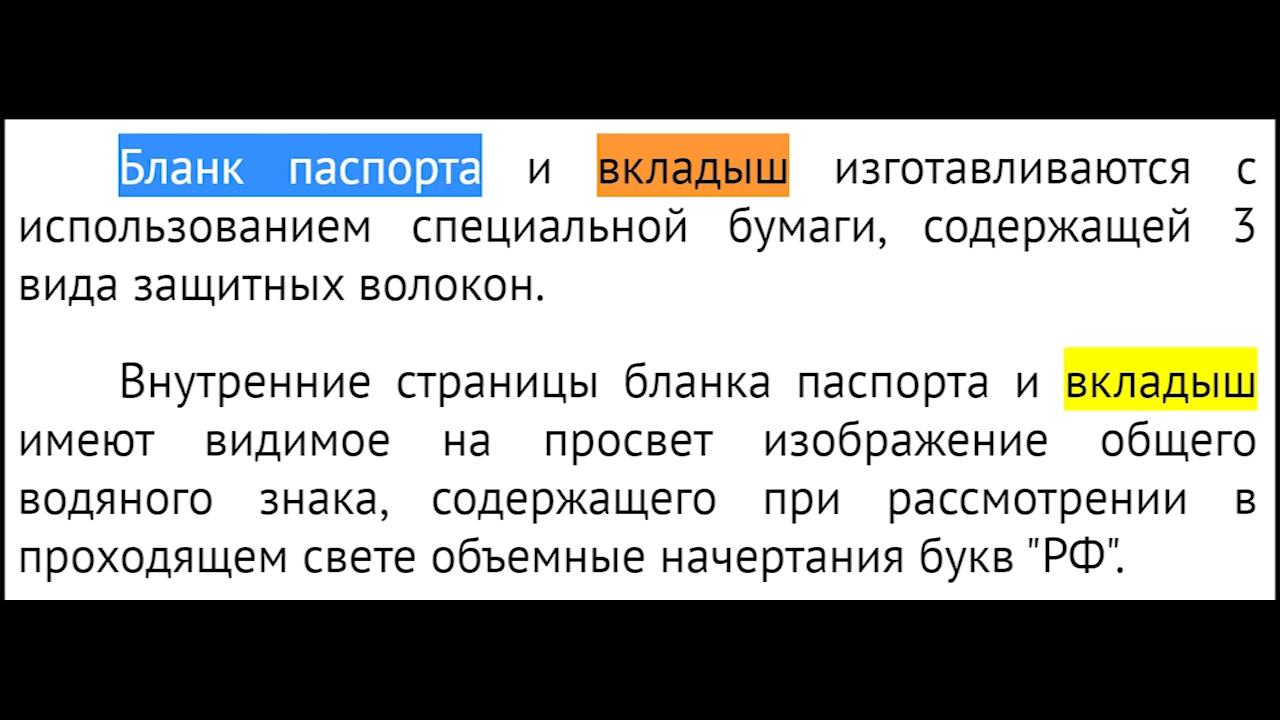 Бланк паспорта и вкладыш изготавливаются с
использованием специальной бумаги, содержащей 3
вида защитных волокон.
Внутренние страницы бланка паспорта и вкладыш
имеют видимое на просвет изображение общего
водяного знака, содержащего при рассмотрении в
проходящем свете объемные начертания букв "РФ".